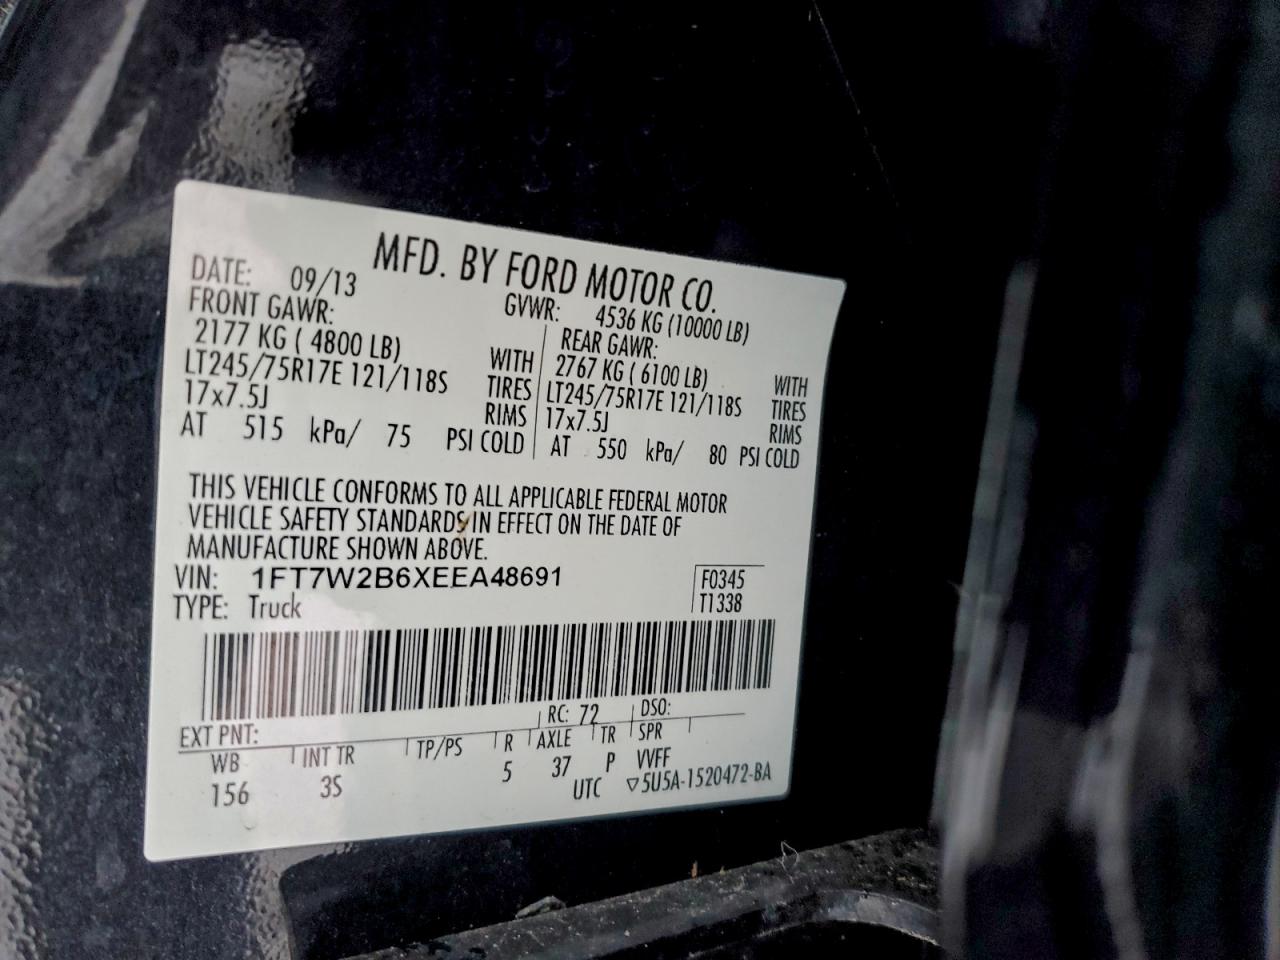 MFD. BY FORD MOTOR CO.
DATE: 09/13 GVWR: 4536 KG (10000 LB)
FRONT GAWR: REAR GAWR:
2177 KG ( 4800 LB) WITH 2767 KG ( 6100 LB) WITH
LT245/75R17E 121/118S TIRES LT245/75R17E 121/118S TIRES
17x7.5J RIMS 17x7.5J RIMS
AT 515 kPa/ 75 PSI COLD AT 550 kPa/ 80 PSI COLD
THIS VEHICLE CONFORMS TO ALL APPLICABLE FEDERAL MOTOR
VEHICLE SAFETY STANDARDS IN EFFECT ON THE DATE OF
MANUFACTURE SHOWN ABOVE.
VIN: 1FT7W2B6XEEA48691 F0345
TYPE: Truck T1338
EXT PNT: RC: 72 DSO:
WB INT TR TP/PS R AXLE TR SPR
156 3S 5 37 P VVFF
UTC ▽5U5A-1520472-BA